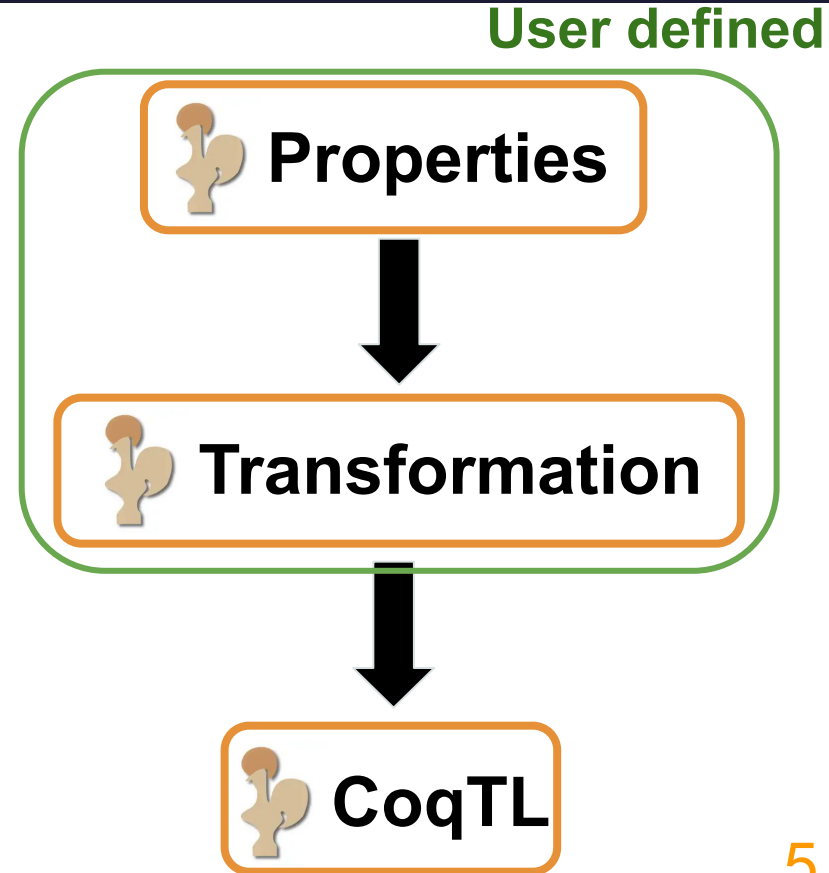 User defined
Properties
Transformation
CoqTL
5